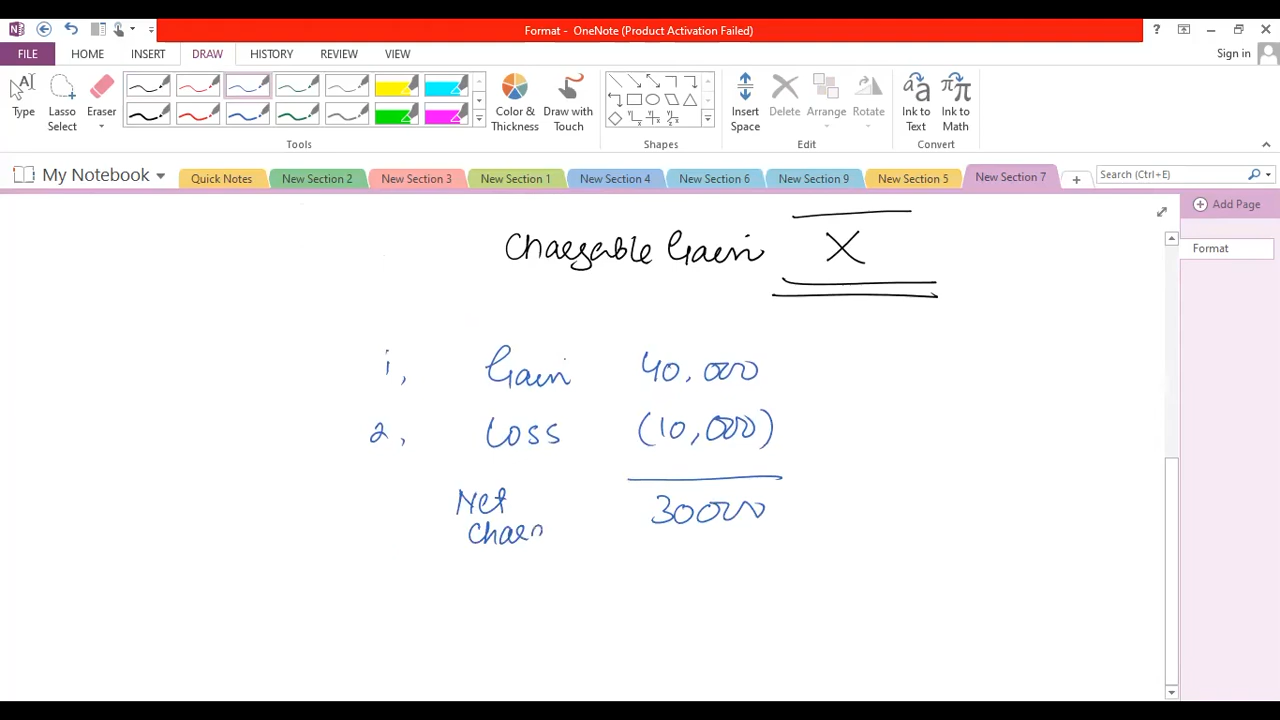 Format - OneNote (Product Activation Failed)
Sign in
FILE HOME INSERT DRAW HISTORY REVIEW VIEW
Type
Lasso Select
Eraser
Color & Thickness
Draw with Touch
Insert Space
Delete
Arrange
Rotate
Ink to Text
Ink to Math
Tools Shapes Edit Convert
My Notebook Quick Notes New Section 2 New Section 3 New Section 1 New Section 4 New Section 6 New Section 9 New Section 5 New Section 7 Search (Ctrl+E)
Add Page
Format
Chargable Gain X
1, Gain 40,000
2, Loss (10,000)
Net 30000
Char